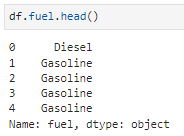 df.fuel.head()
0 Diesel
1 Gasoline
2 Gasoline
3 Gasoline
4 Gasoline
Name: fuel, dtype: object